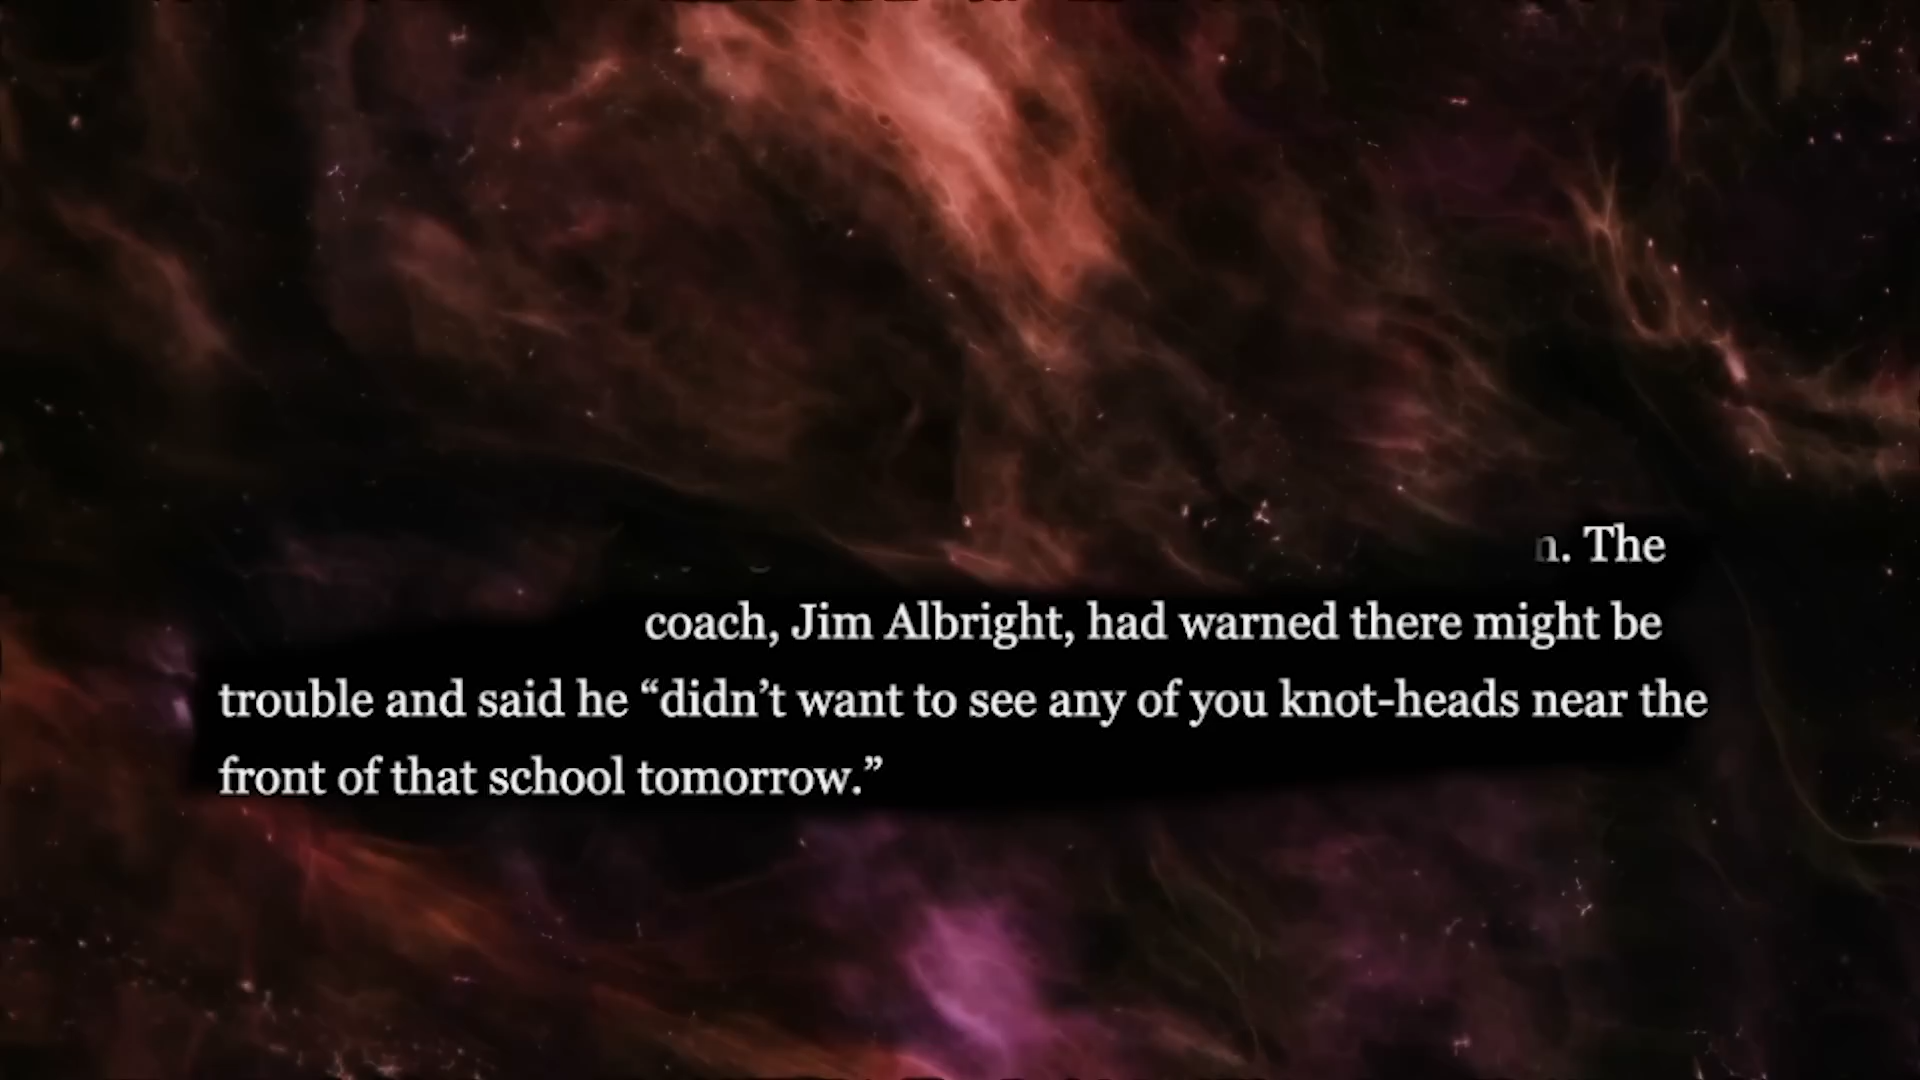 n. The
coach, Jim Albright, had warned there might be
trouble and said he “didn’t want to see any of you knot-heads near the
front of that school tomorrow.”